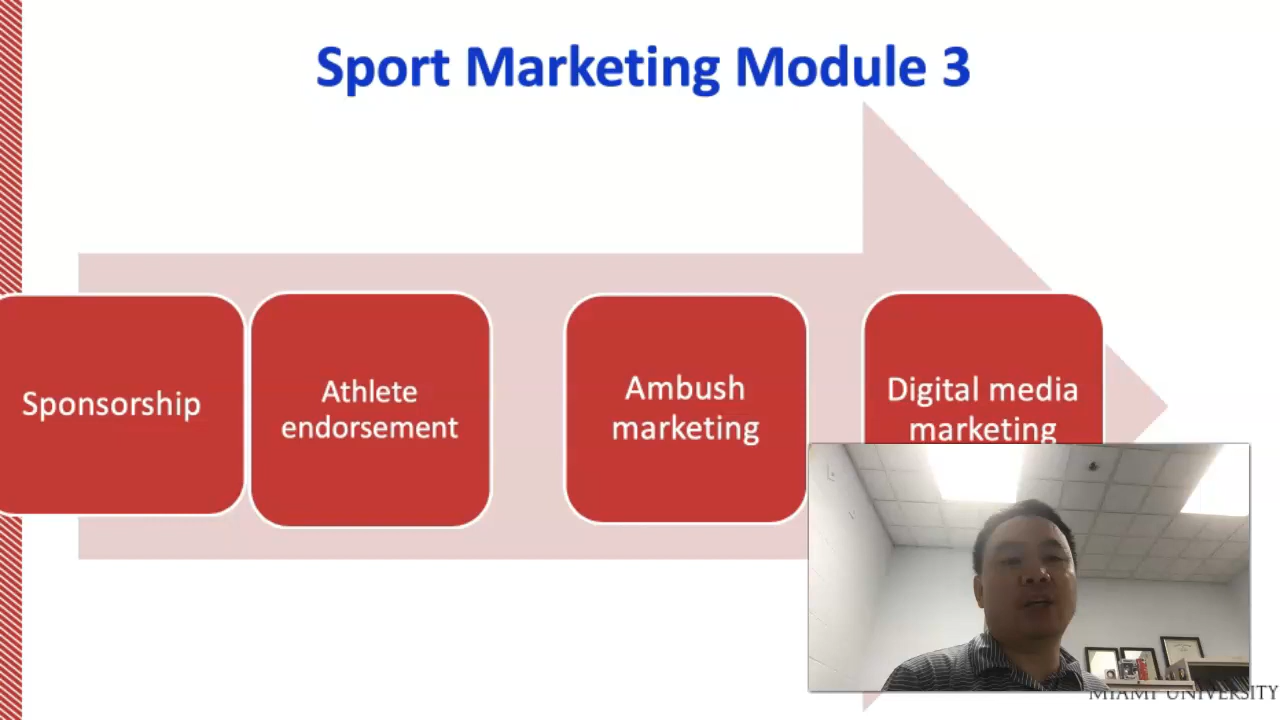 Sport Marketing Module 3
Sponsorship
Athlete
endorsement
Ambush
marketing
Digital media
marketing
MIAMI UNIVERSITY